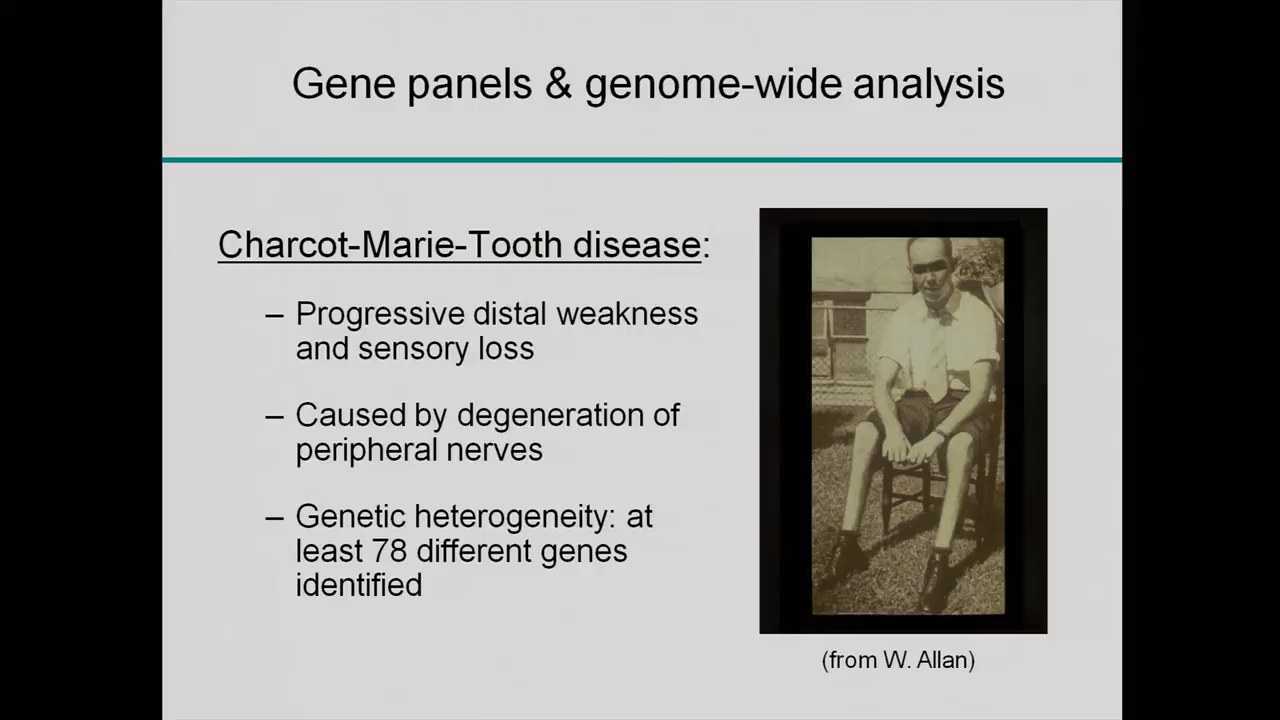 Gene panels & genome-wide analysis
Charcot-Marie-Tooth disease:
– Progressive distal weakness
and sensory loss
– Caused by degeneration of
peripheral nerves
– Genetic heterogeneity: at
least 78 different genes
identified
(from W. Allan)